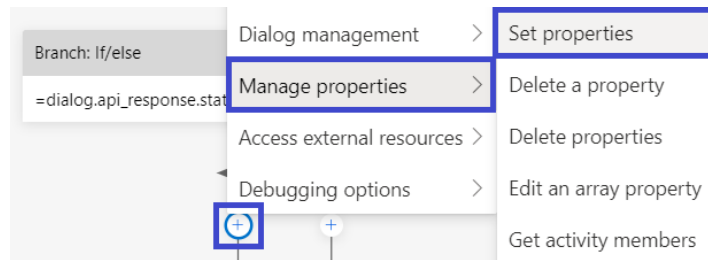 Branch: If/else
=dialog.api_response.stat
Dialog management
Manage properties
Access external resources
Debugging options
Set properties
Delete a property
Delete properties
Edit an array property
Get activity members